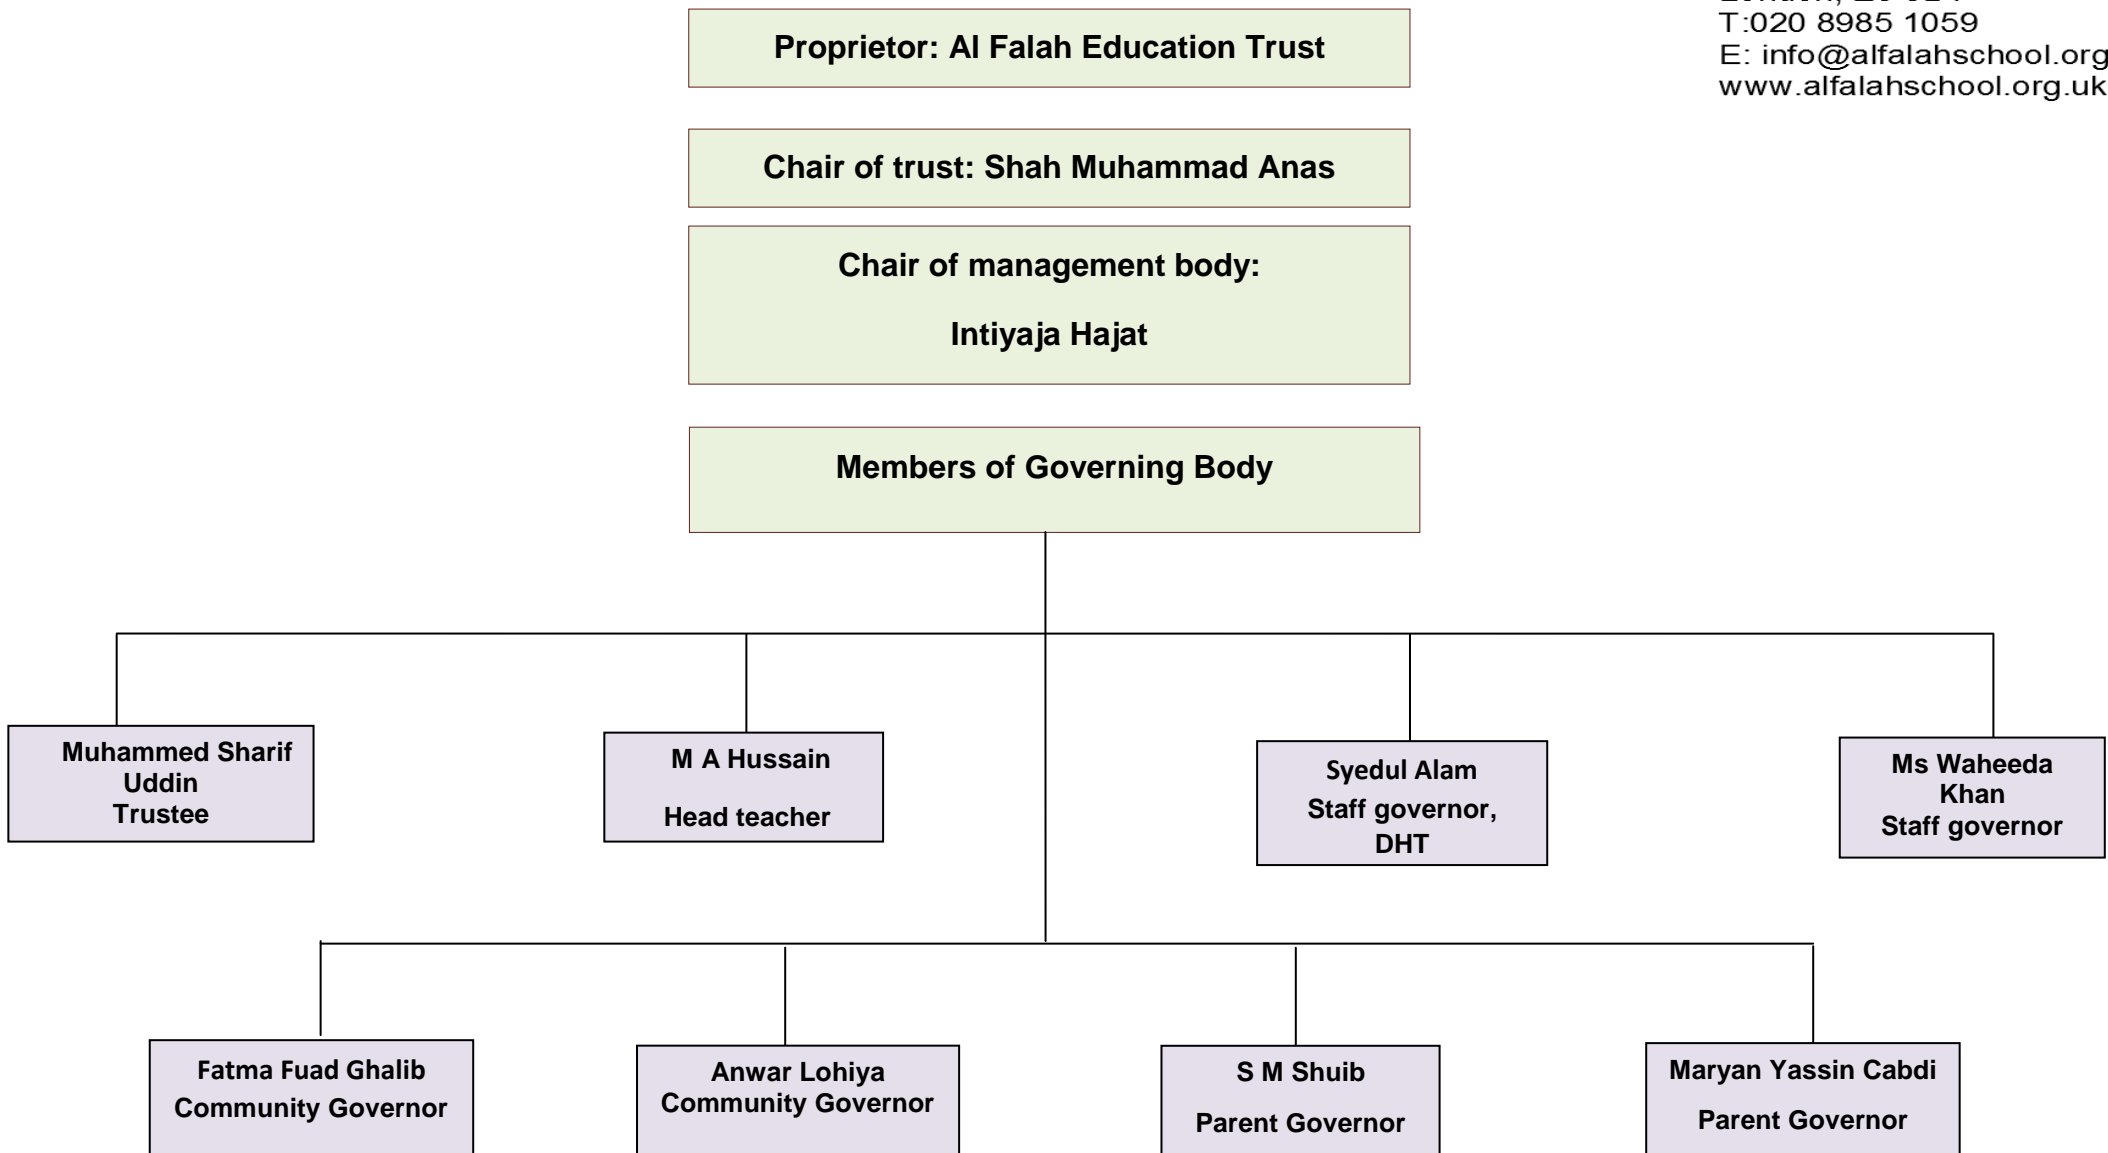 T:020 8985 1059
E: info@alfalahschool.org
www.alfalahschool.org.uk
Proprietor: Al Falah Education Trust
Chair of trust: Shah Muhammad Anas
Chair of management body:
Intiyaja Hajat
Members of Governing Body
Muhammed Sharif
Uddin
Trustee
M A Hussain
Head teacher
Syedul Alam
Staff governor,
DHT
Ms Waheeda
Khan
Staff governor
Fatma Fuad Ghalib
Community Governor
Anwar Lohiya
Community Governor
S M Shuib
Parent Governor
Maryan Yassin Cabdi
Parent Governor